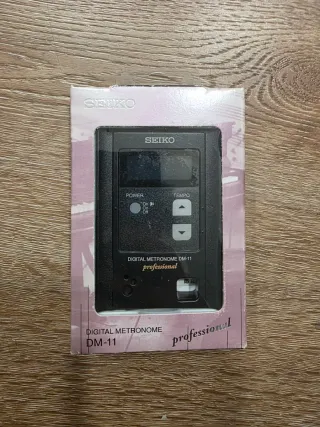 SEIKO
SEIKO
POWER TEMPO
DIGITAL METRONOME DM-11
professional
DIGITAL METRONOME
DM-11
professional